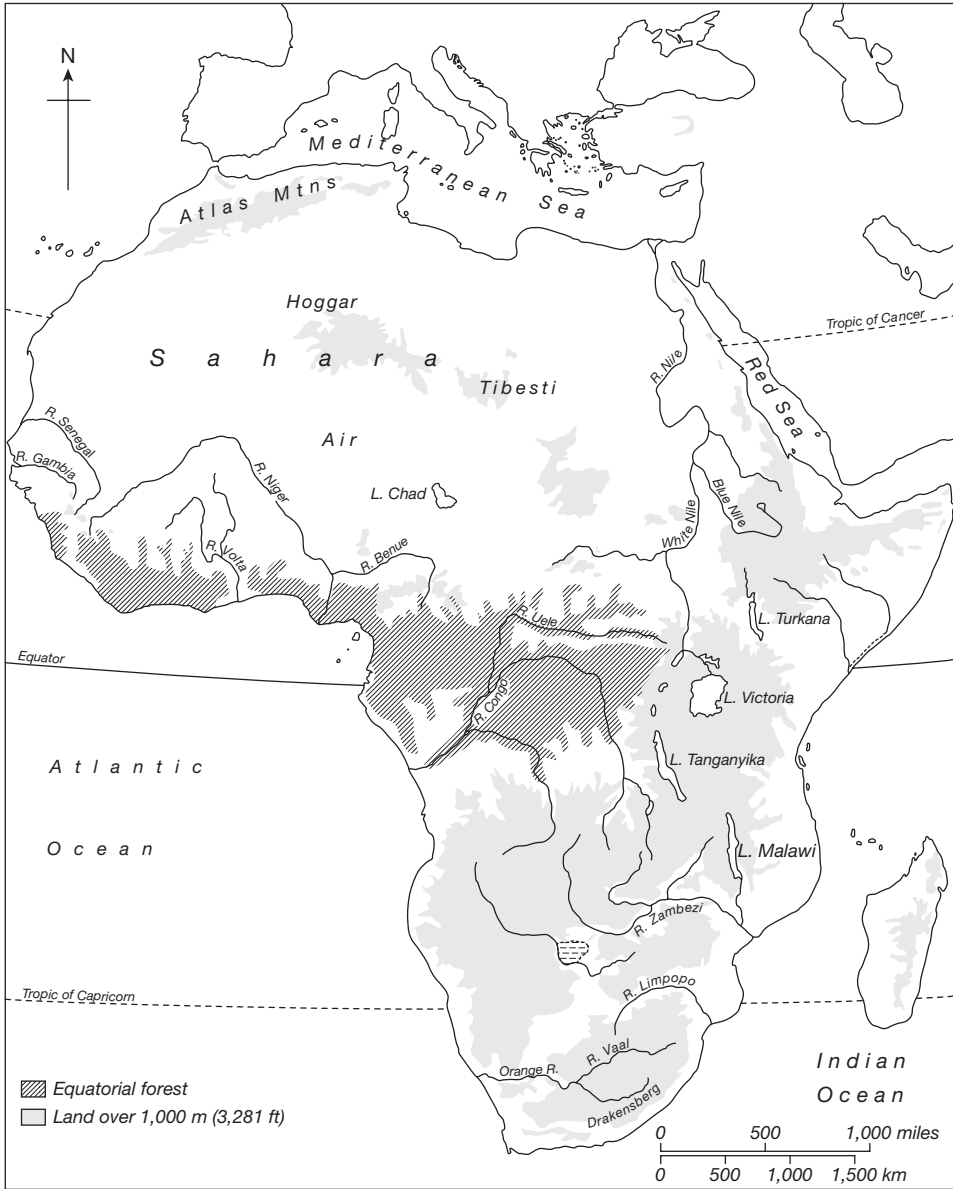 N
Mediterranean Sea
Atlas Mtns
Hoggar
Tropic of Cancer
Sahara
R. Nile
Red Sea
Tibesti
R. Senegal
Air
R. Gambia
R. Niger
L. Chad
Blue Nile
White Nile
R. Volta
R. Benue
R. Uele
L. Turkana
Equator
R. Congo
L. Victoria
L. Tanganyika
Atlantic
Ocean
L. Malawi
R. Zambezi
Tropic of Capricorn
R. Limpopo
R. Vaal
Orange R.
Drakensberg
Indian
Ocean
Equatorial forest
Land over 1,000 m (3,281 ft)
0 500 1,000 miles
0 500 1,000 1,500 km